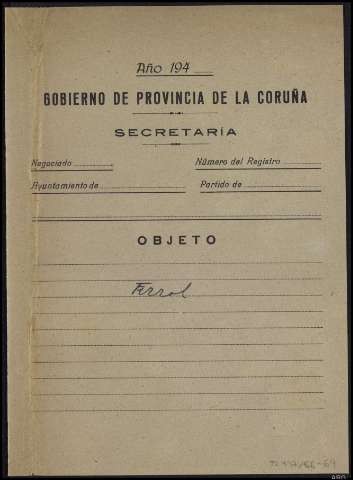 Año 194
GOBIERNO DE PROVINCIA DE LA CORUÑA
SECRETARÍA
Negociado Número del Registro
Ayuntamiento de Partido de
OBJETO
Ferrol